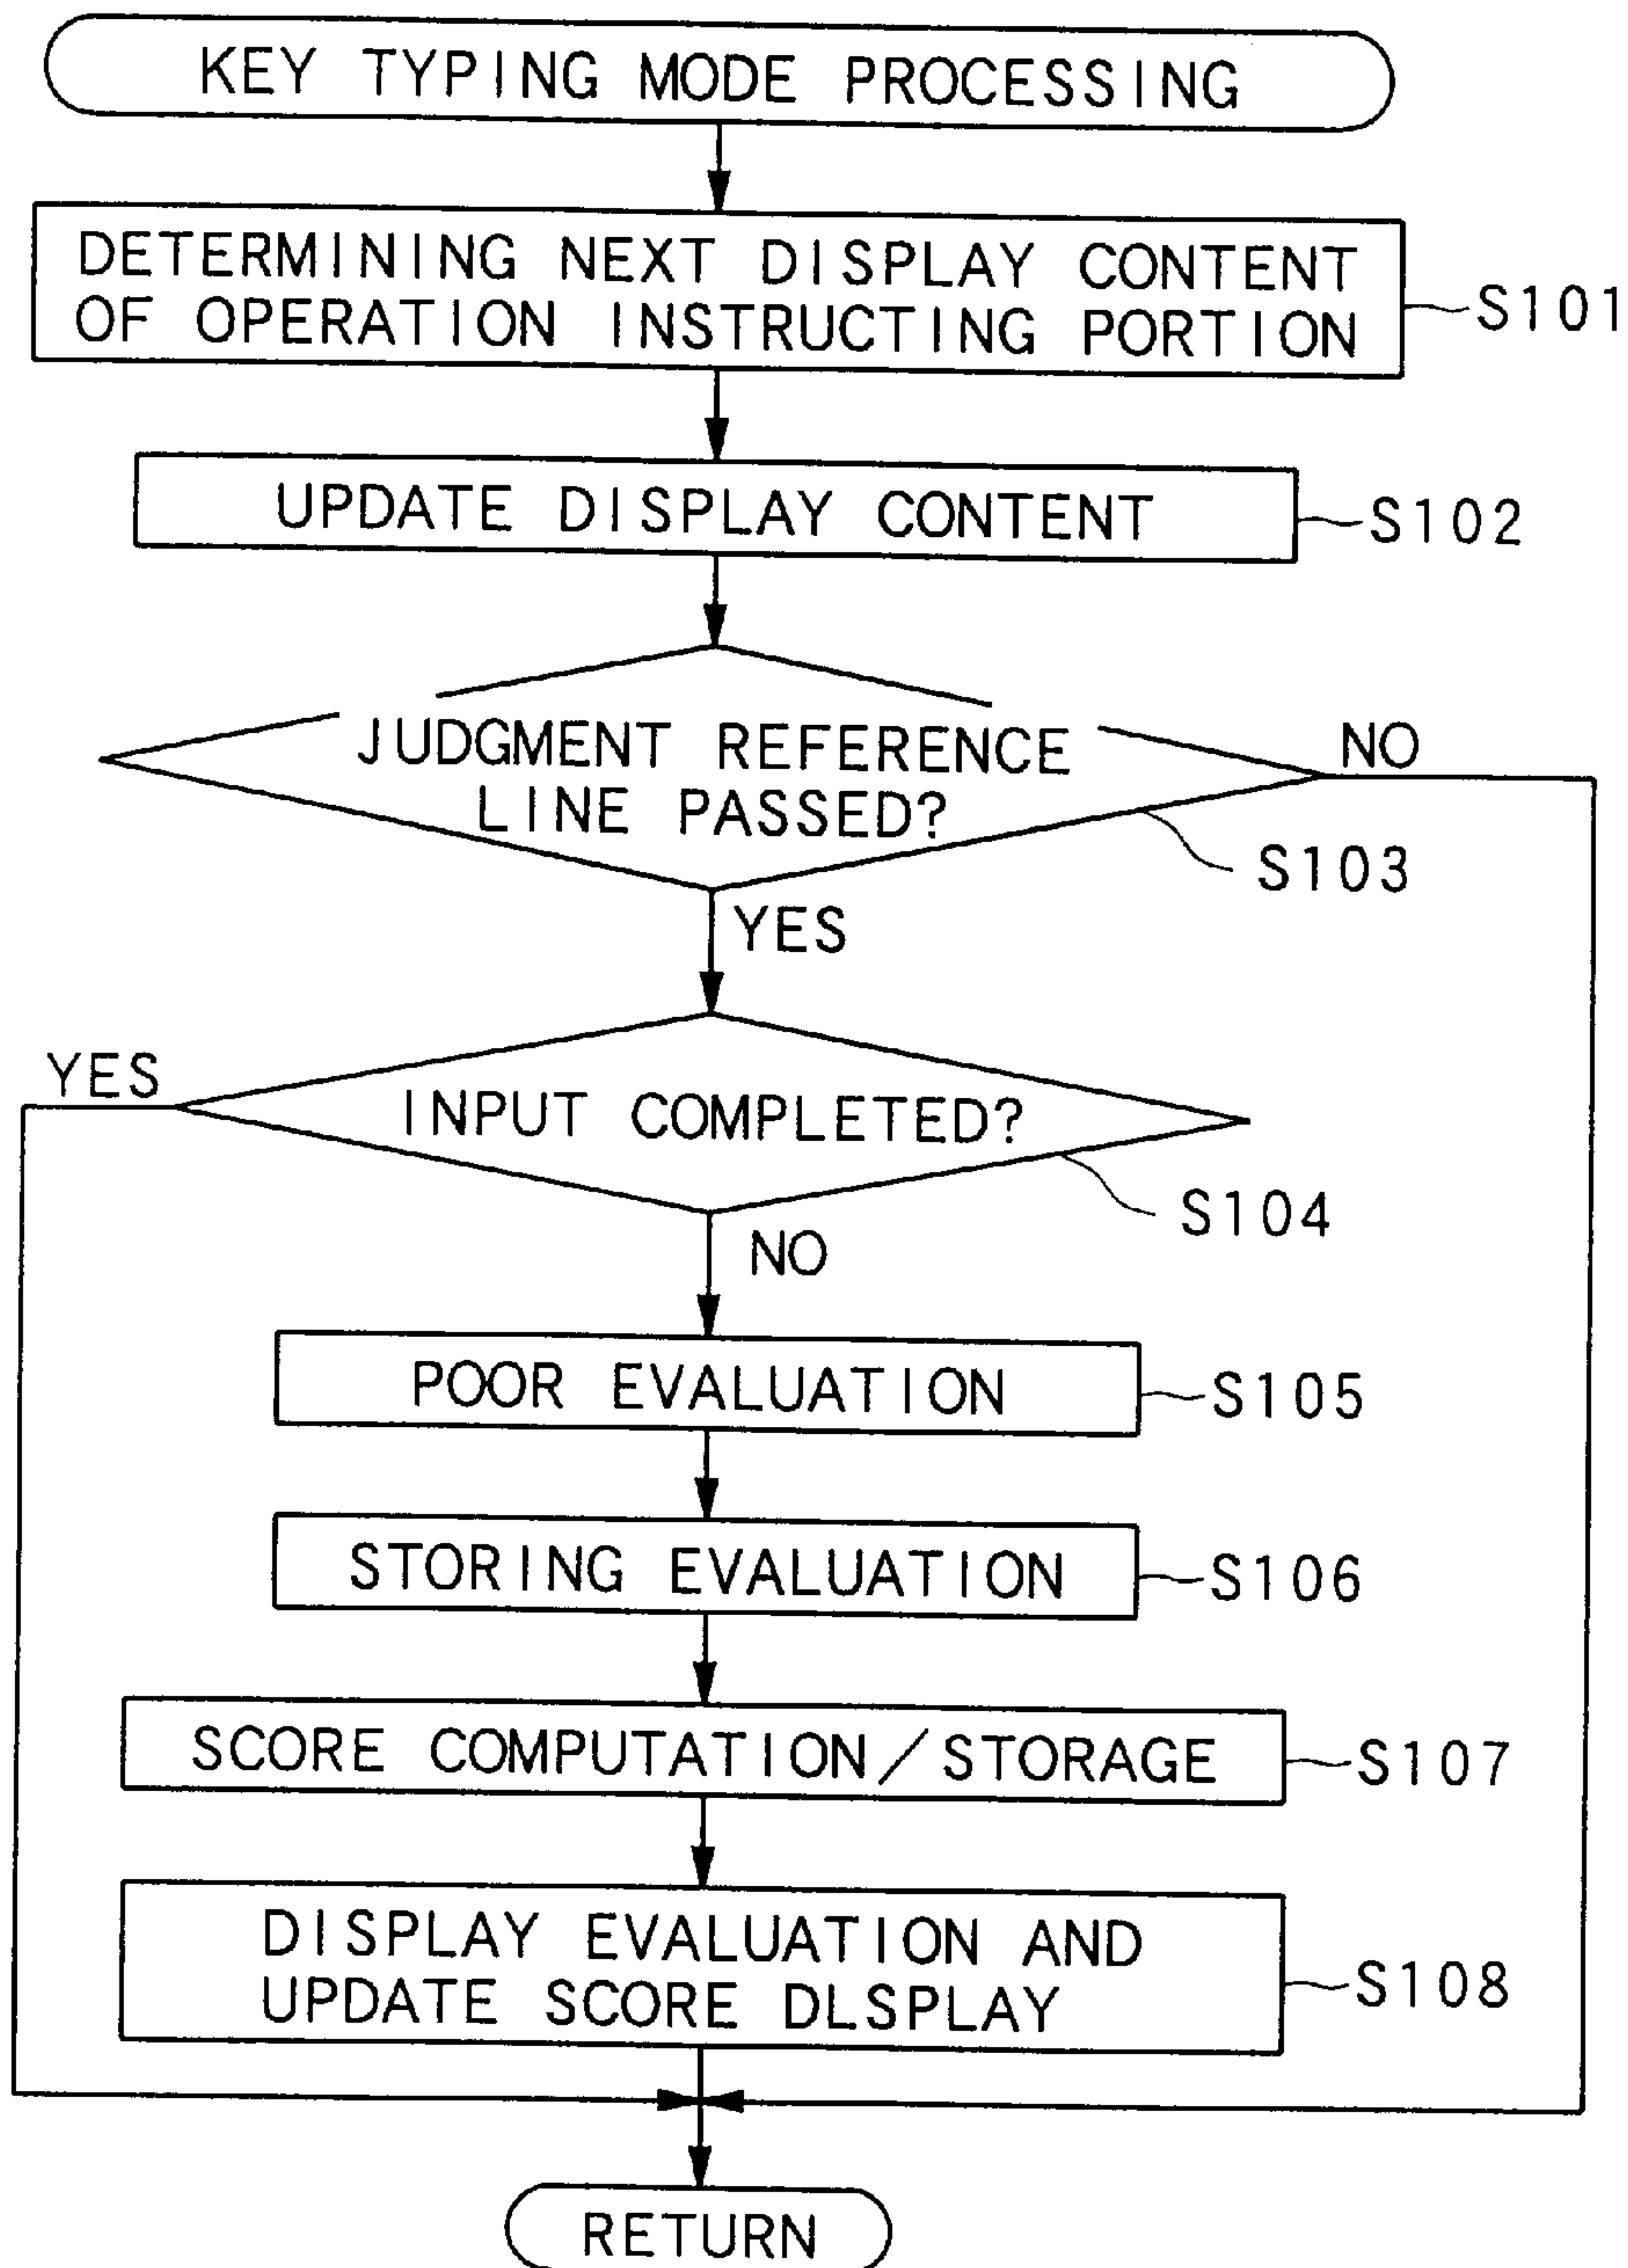 KEY TYPING MODE PROCESSING
DETERMINING NEXT DISPLAY CONTENT
OF OPERATION INSTRUCTING PORTION
S101
UPDATE DISPLAY CONTENT
S102
JUDGMENT REFERENCE
LINE PASSED?
NO
S103
YES
YES
INPUT COMPLETED?
S104
NO
POOR EVALUATION
S105
STORING EVALUATION
S106
SCORE COMPUTATION/STORAGE
S107
DISPLAY EVALUATION AND
UPDATE SCORE DLSPLAY
S108
RETURN